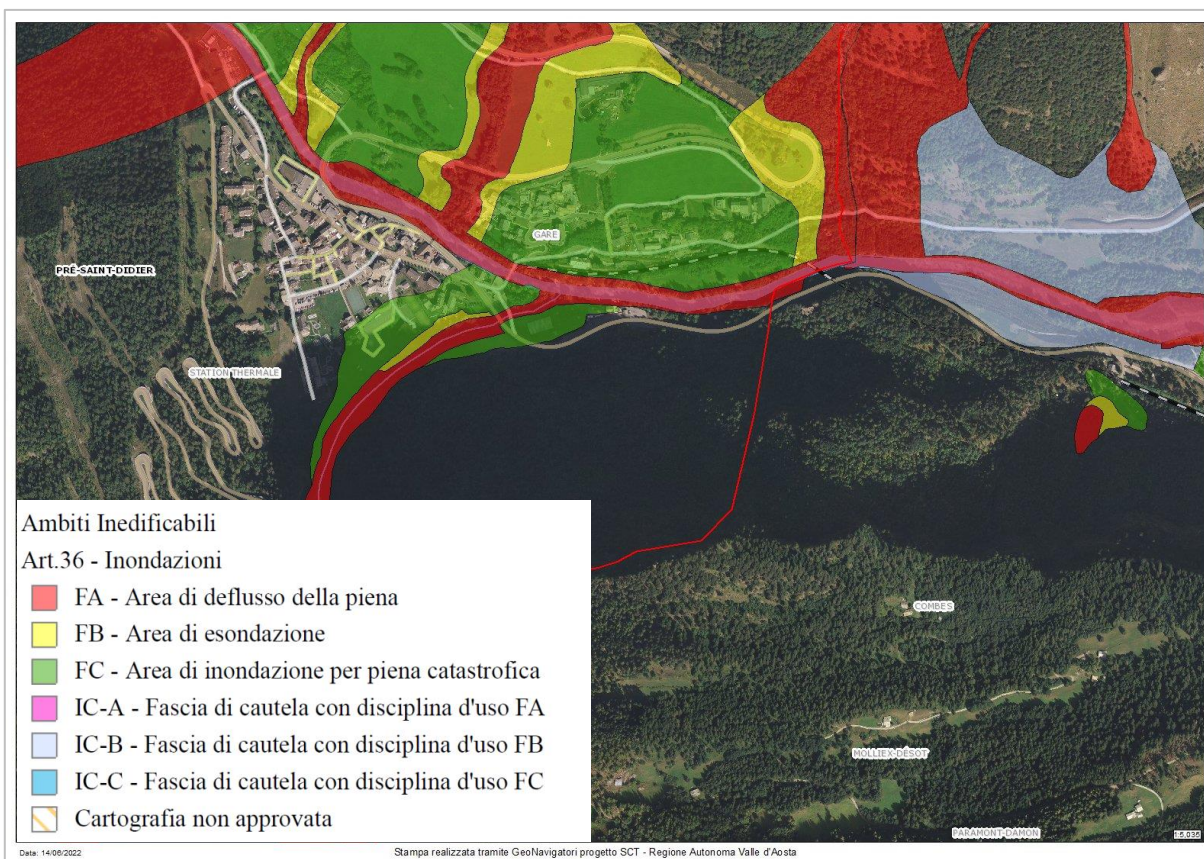 GARE
PRÉ-SAINT-DIDIER
STATION THERMALE
Ambiti Inedificabili
Art.36 - Inondazioni
FA - Area di deflusso della piena
FB - Area di esondazione
FC - Area di inondazione per piena catastrofica
IC-A - Fascia di cautela con disciplina d'uso FA
IC-B - Fascia di cautela con disciplina d'uso FB
IC-C - Fascia di cautela con disciplina d'uso FC
Cartografia non approvata
COMBES
MOLLIEX-DÉSOT
PARAMONT-DAMON
1:5,035
Data: 14/06/2022
Stampa realizzata tramite GeoNavigatori progetto SCT - Regione Autonoma Valle d'Aosta